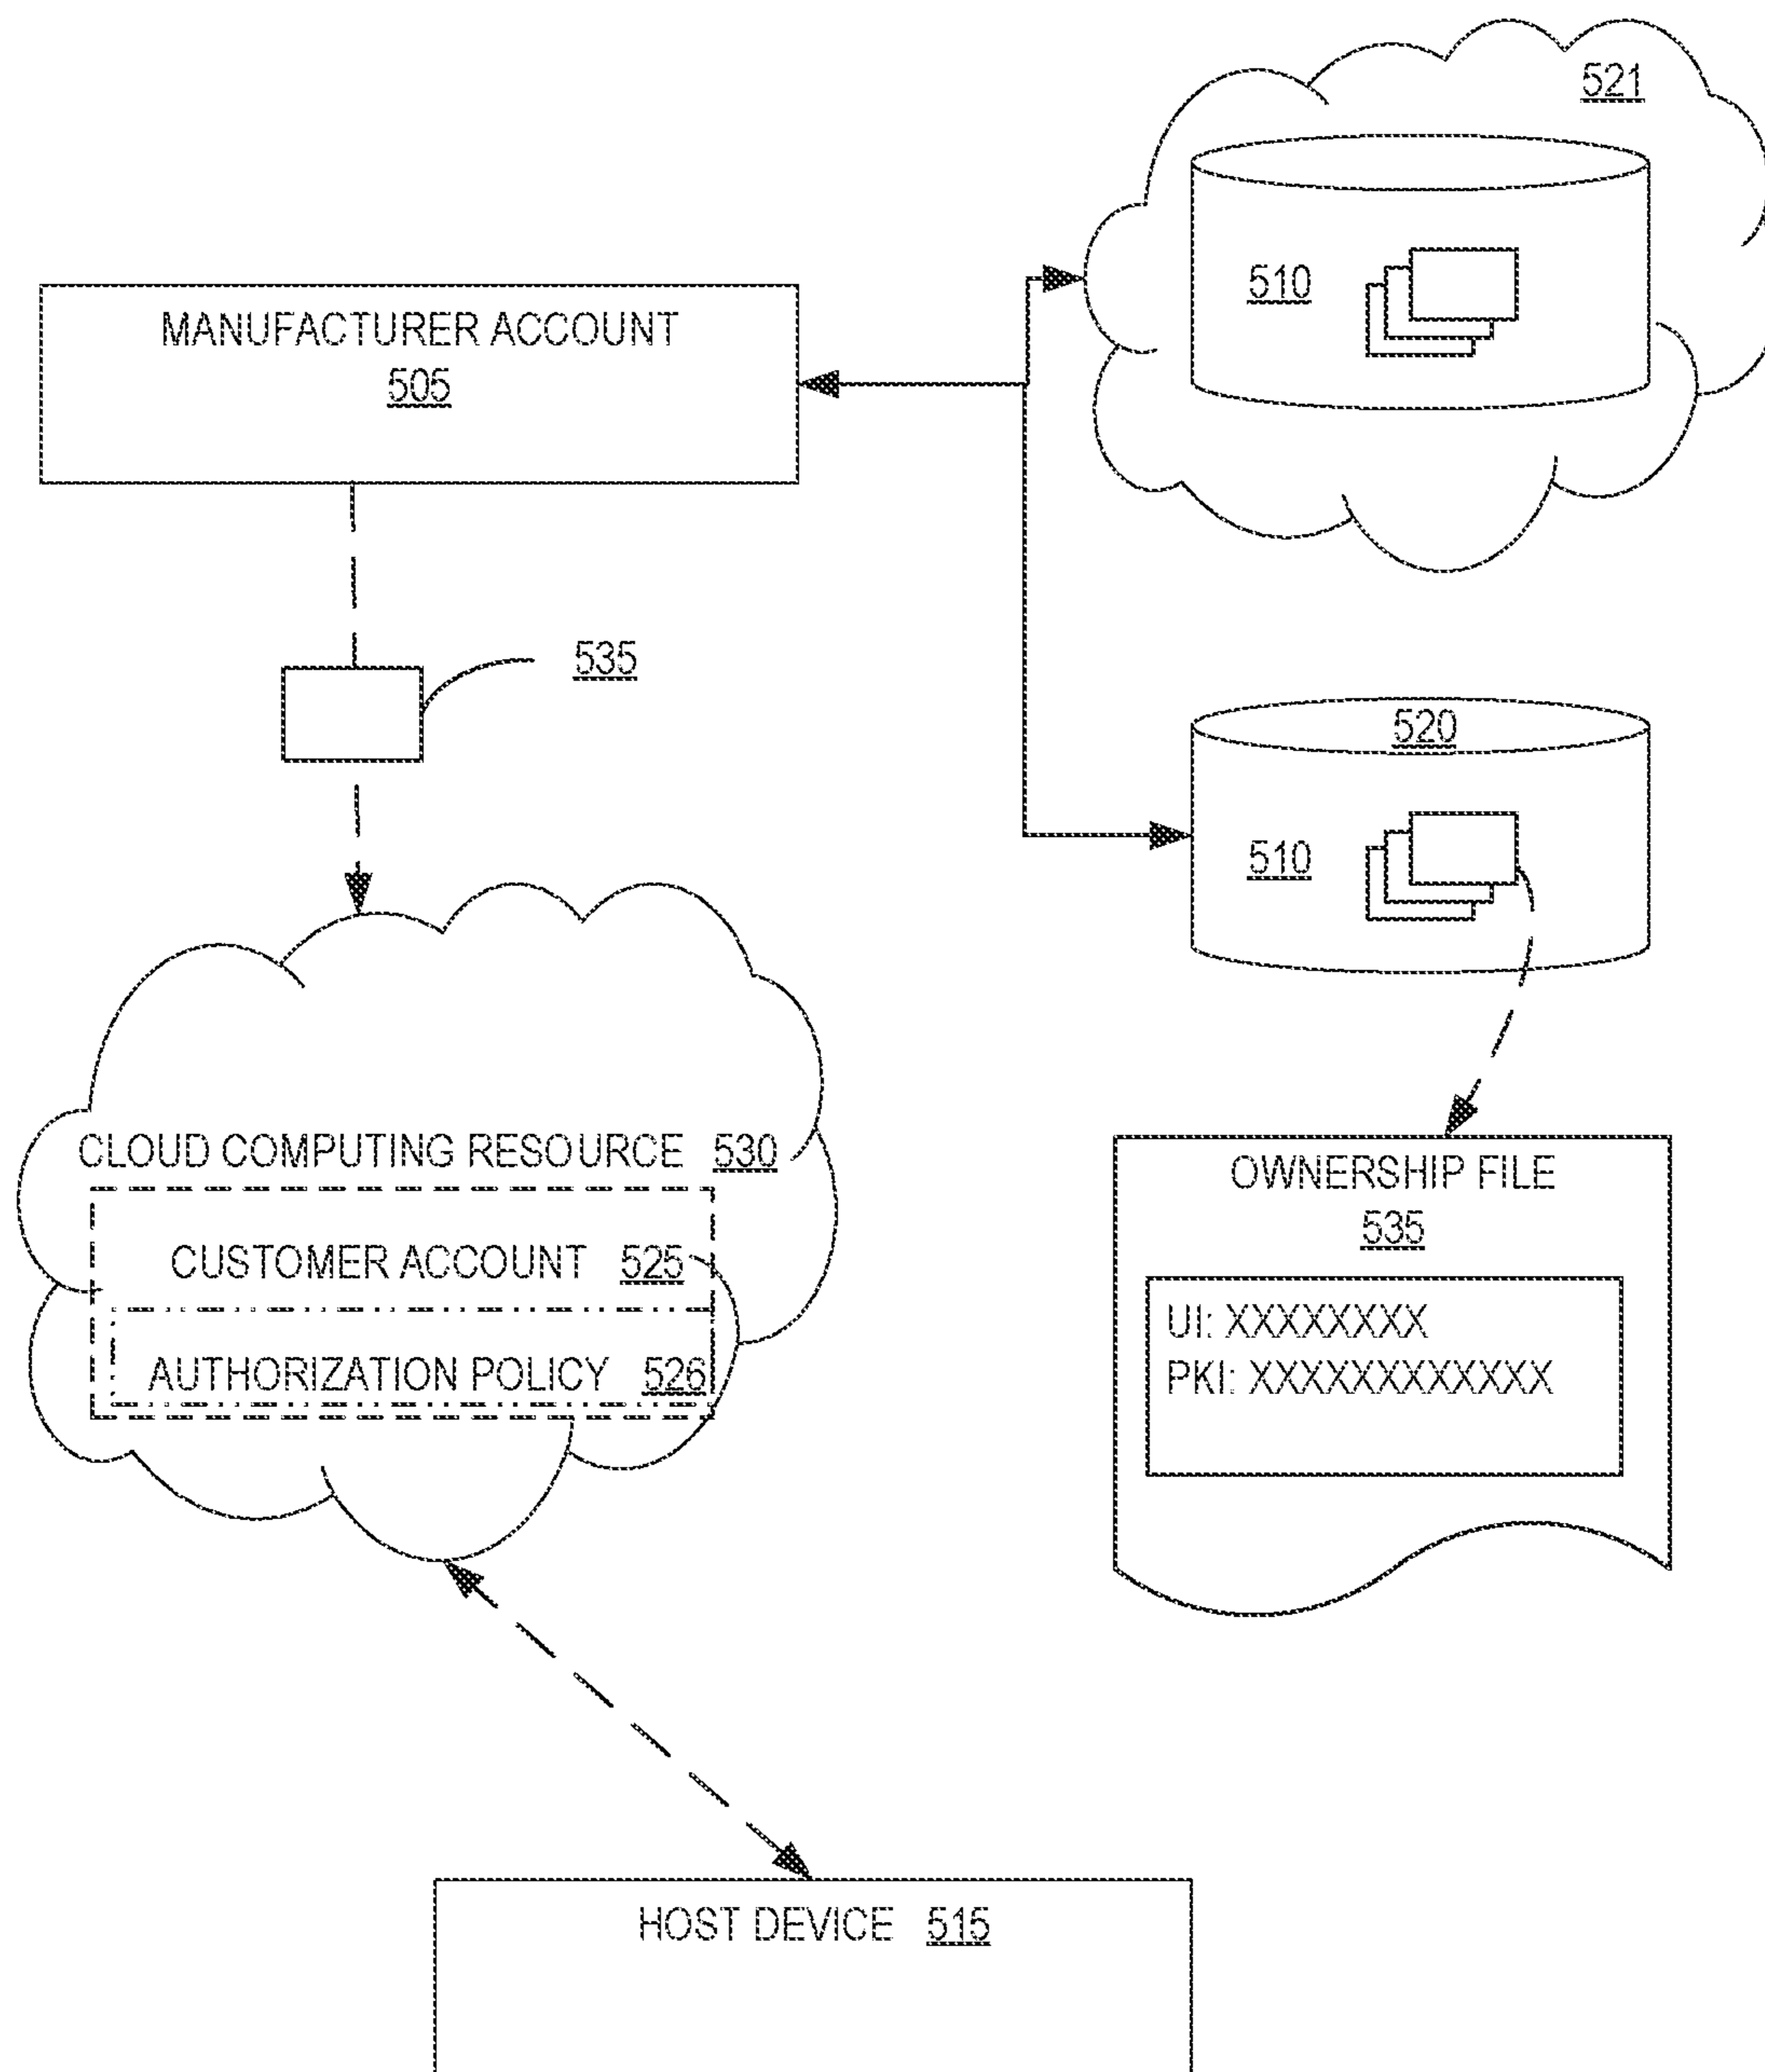 521
510
MANUFACTURER ACCOUNT
505
535
520
510
CLOUD COMPUTING RESOURCE 530
CUSTOMER ACCOUNT 525
AUTHORIZATION POLICY 526
OWNERSHIP FILE
535
UI: XXXXXXXX
PKI: XXXXXXXXXXXX
HOST DEVICE 515